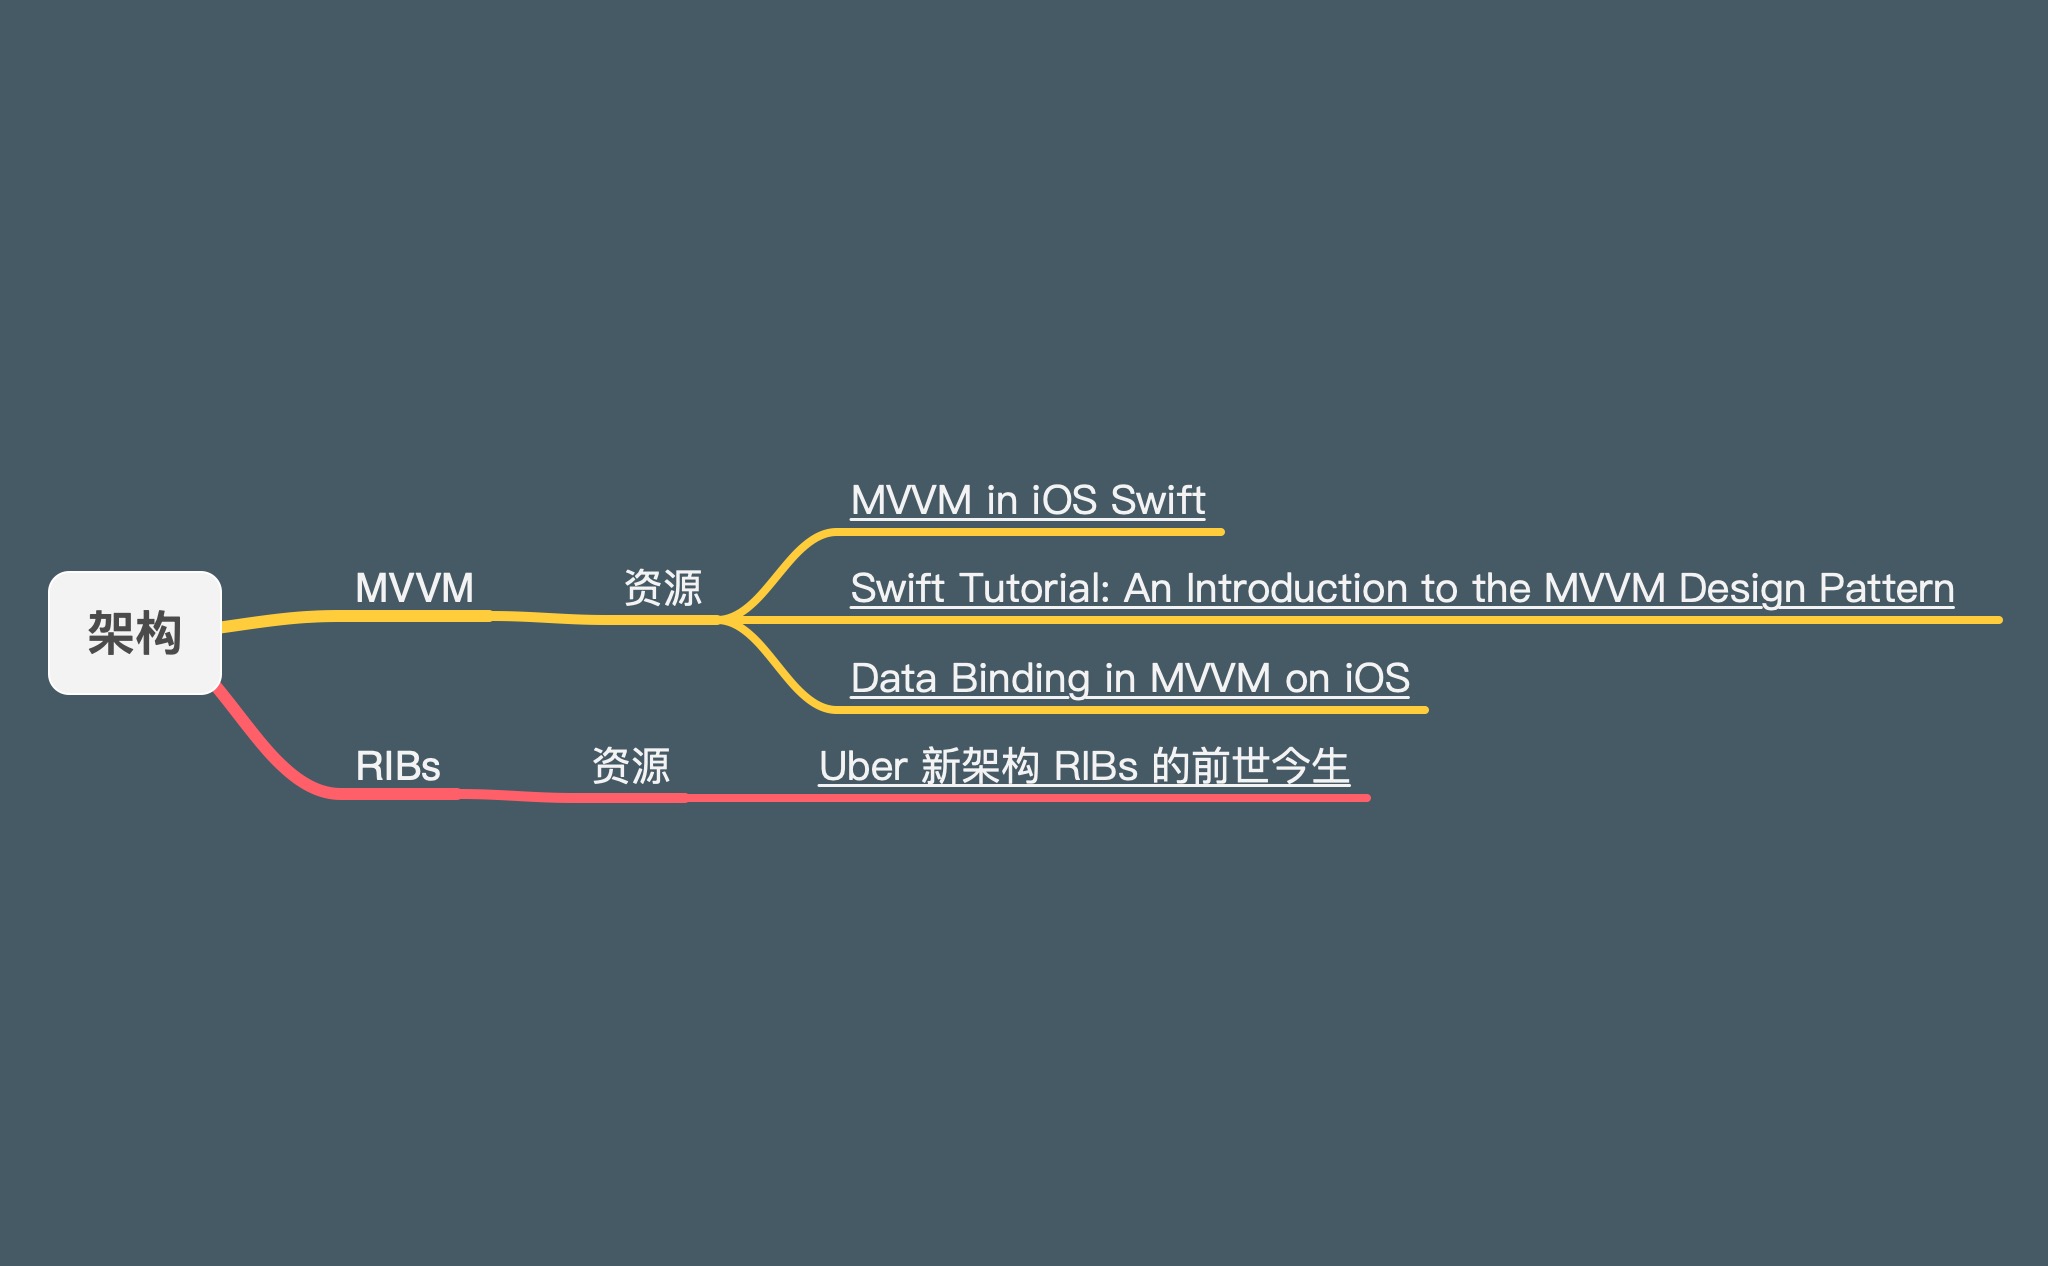 架构
MVVM
资源
MVVM in iOS Swift
Swift Tutorial: An Introduction to the MVVM Design Pattern
Data Binding in MVVM on iOS
RIBs
资源
Uber 新架构 RIBs 的前世今生